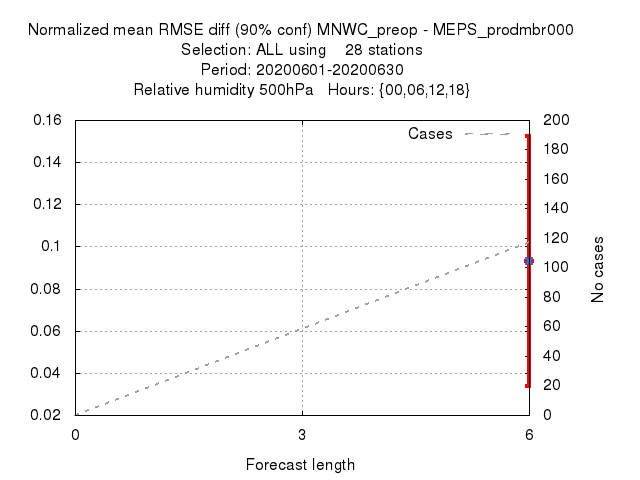 Normalized mean RMSE diff (90% conf) MNWC_preop - MEPS_prodmbr000
Selection: ALL using    28 stations
Period: 20200601-20200630
Relative humidity 500hPa   Hours: {00,06,12,18}
0.16
0.14
0.12
0.1
0.08
0.06
0.04
0.02
Cases
200
180
160
140
120
100
80
60
40
20
0
No cases
0 3 6
Forecast length